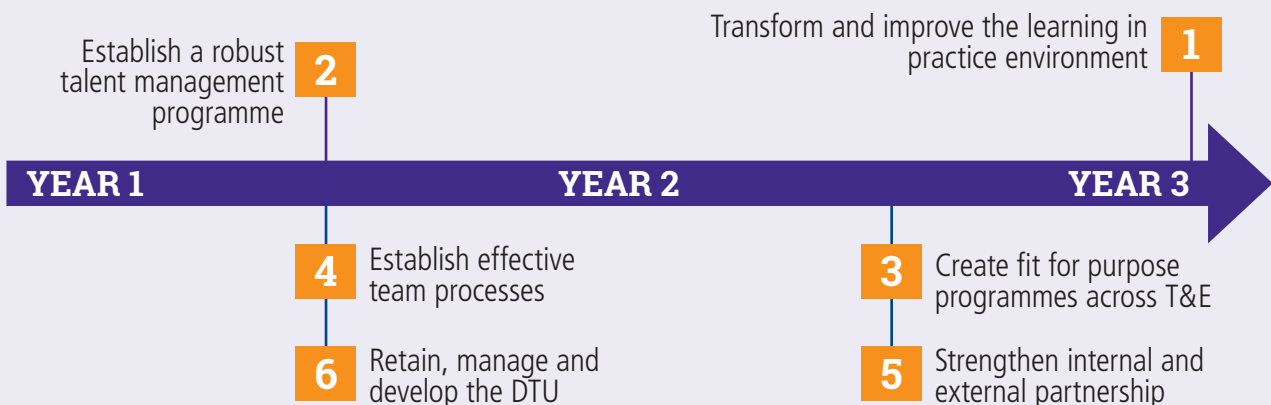 Establish a robust
talent management
programme
2
Transform and improve the learning in
practice environment
1
YEAR 1
YEAR 2
YEAR 3
4
Establish effective
team processes
3
Create fit for purpose
programmes across T&E
6
Retain, manage and
develop the DTU
5
Strengthen internal and
external partnership